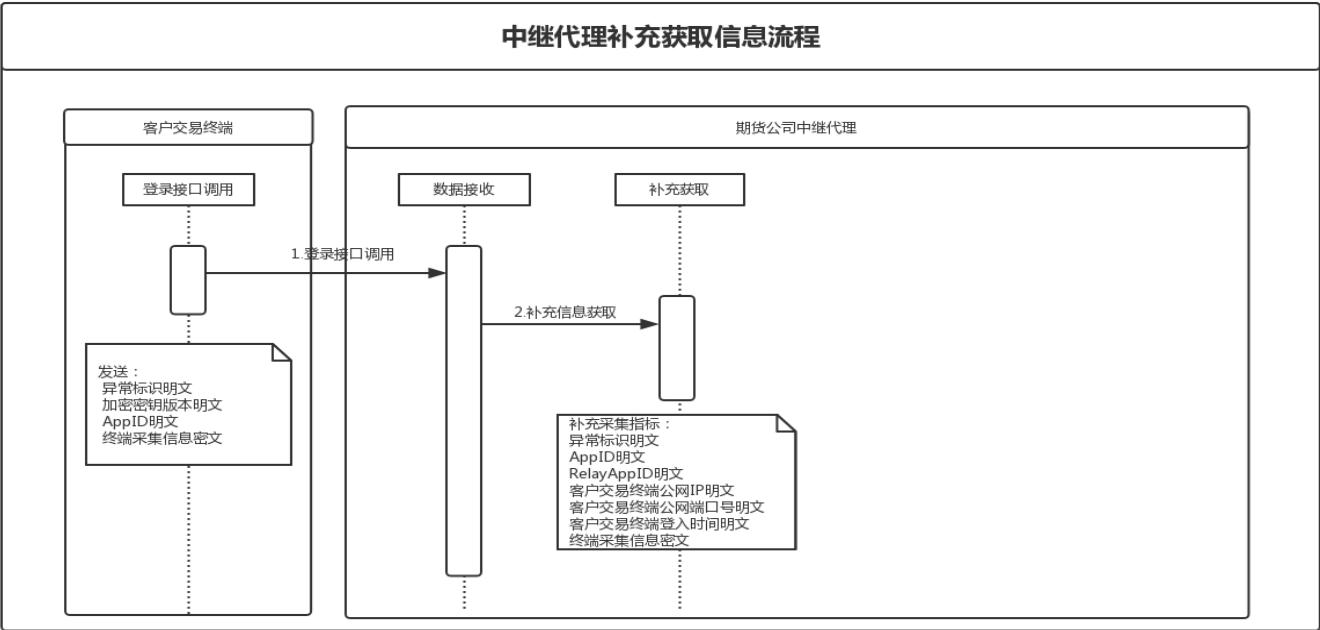 中继代理补充获取信息流程
客户交易终端
期货公司中继代理
登录接口调用
数据接收
补充获取
1.登录接口调用
2.补充信息获取
发送：
异常标识明文
加密密钥版本明文
AppID明文
终端采集信息密文
补充采集指标：
异常标识明文
AppID明文
RelayAppID明文
客户交易终端公网IP明文
客户交易终端公网端口号明文
客户交易终端登入时间明文
终端采集信息密文